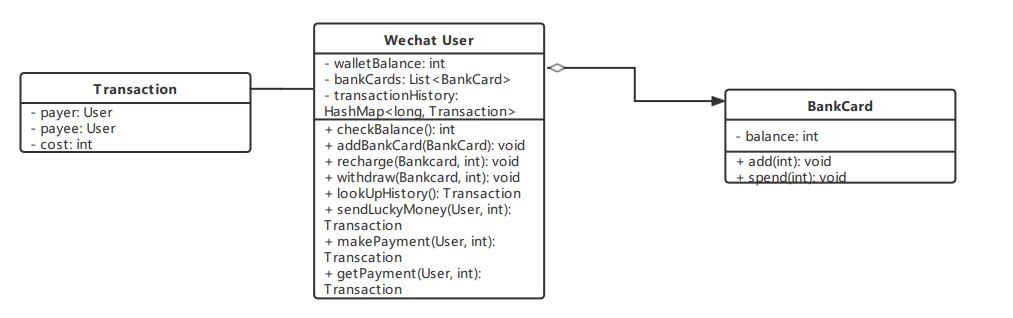 Transaction
- payer: User
- payee: User
- cost: int
Wechat User
- walletBalance: int
- bankCards: List<BankCard>
- transactionHistory:
HashMap<long, Transaction>
+ checkBalance(): int
+ addBankCard(BankCard): void
+ recharge(Bankcard, int): void
+ withdraw(Bankcard, int): void
+ lookUpHistory(): Transaction
+ sendLuckyMoney(User, int):
Transaction
+ makePayment(User, int):
Transcation
+ getPayment(User, int):
Transaction
BankCard
- balance: int
+ add(int): void
+ spend(int): void